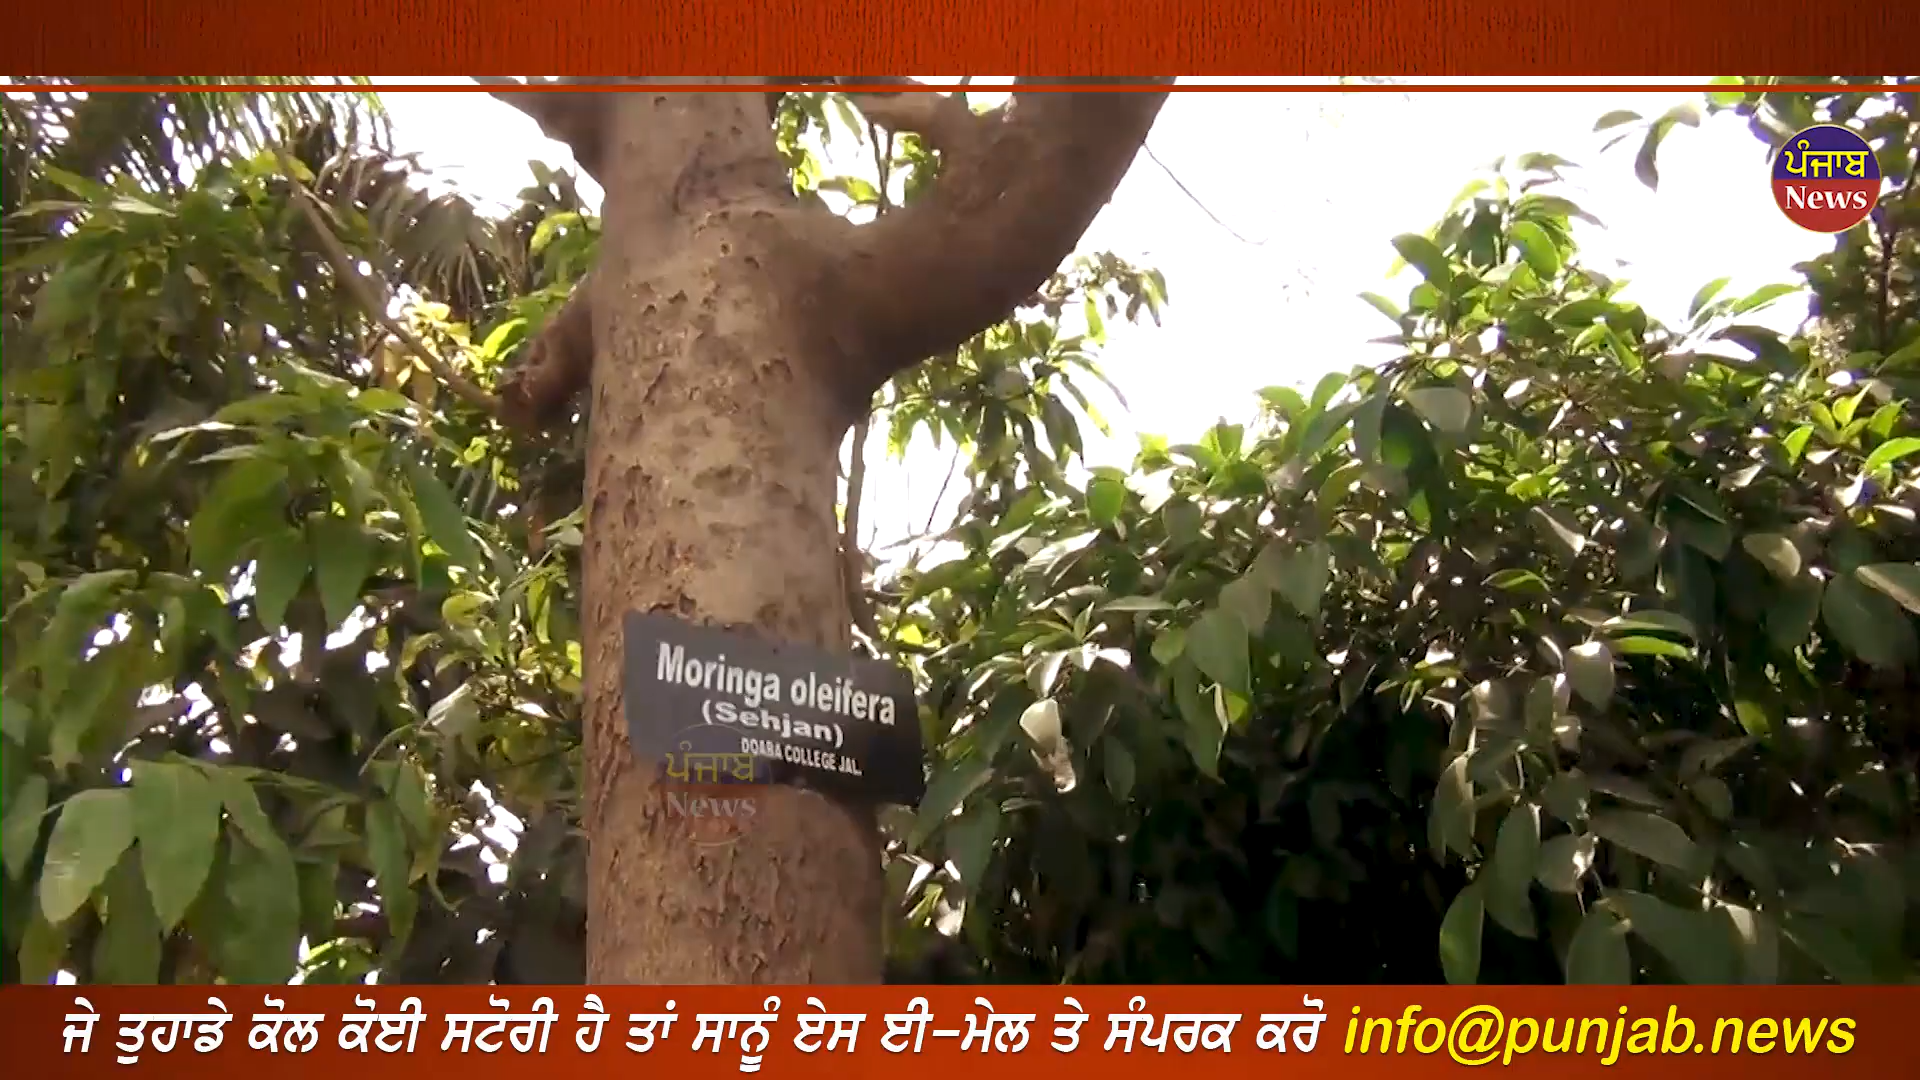 ਪੰਜਾਬ
News
Moringa oleifera
(Sehjan)
DOABA COLLEGE JAL.
ਪੰਜਾਬ
News
ਜੇ ਤੁਹਾਡੇ ਕੋਲ ਕੋਈ ਸਟੋਰੀ ਹੈ ਤਾਂ ਸਾਨੂੰ ਏਸ ਈ-ਮੇਲ ਤੇ ਸੰਪਰਕ ਕਰੋ info@punjab.news